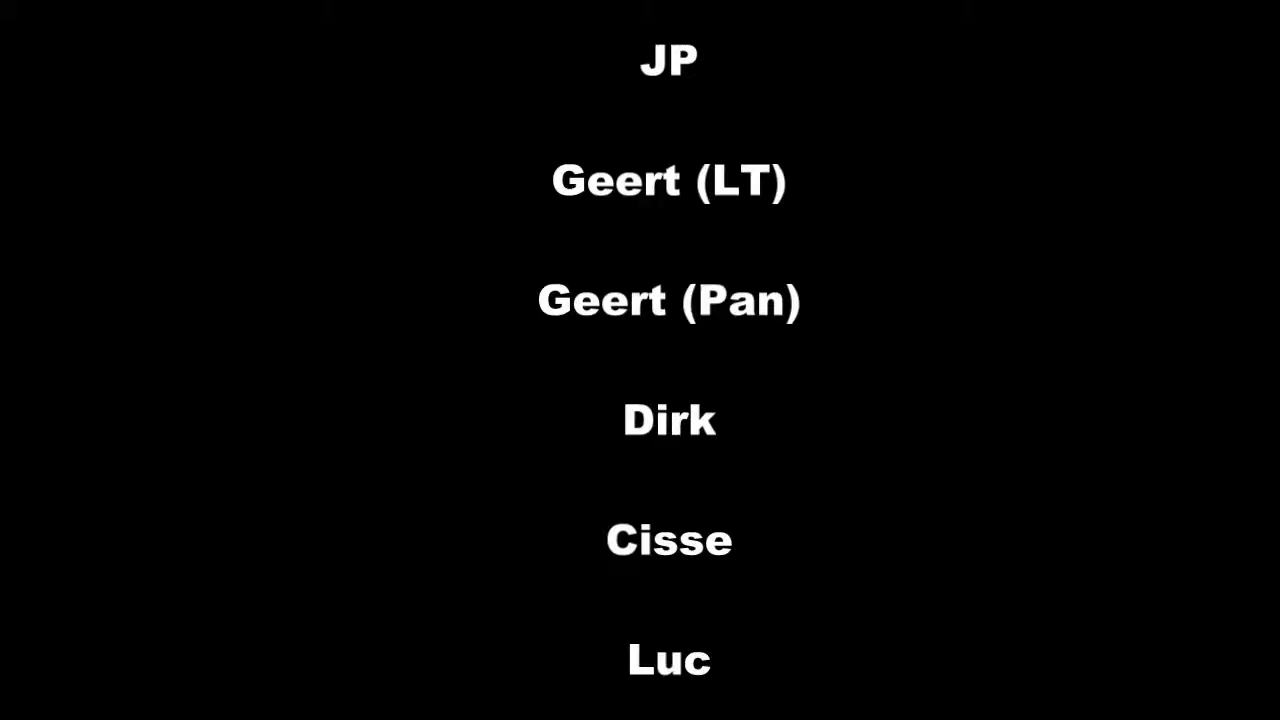 JP
Geert (LT)
Geert (Pan)
Dirk
Cisse
Luc